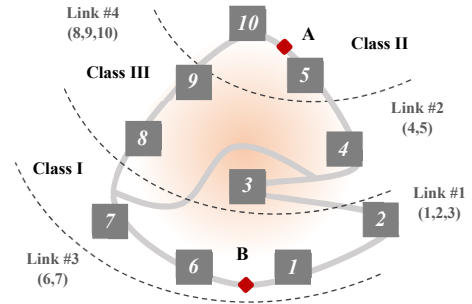 Link #4
(8,9,10)
10
A
Class II
Class III
9
5
Link #2
(4,5)
8
4
Class I
3
Link #1
(1,2,3)
7
2
Link #3
(6,7)
B
6
1